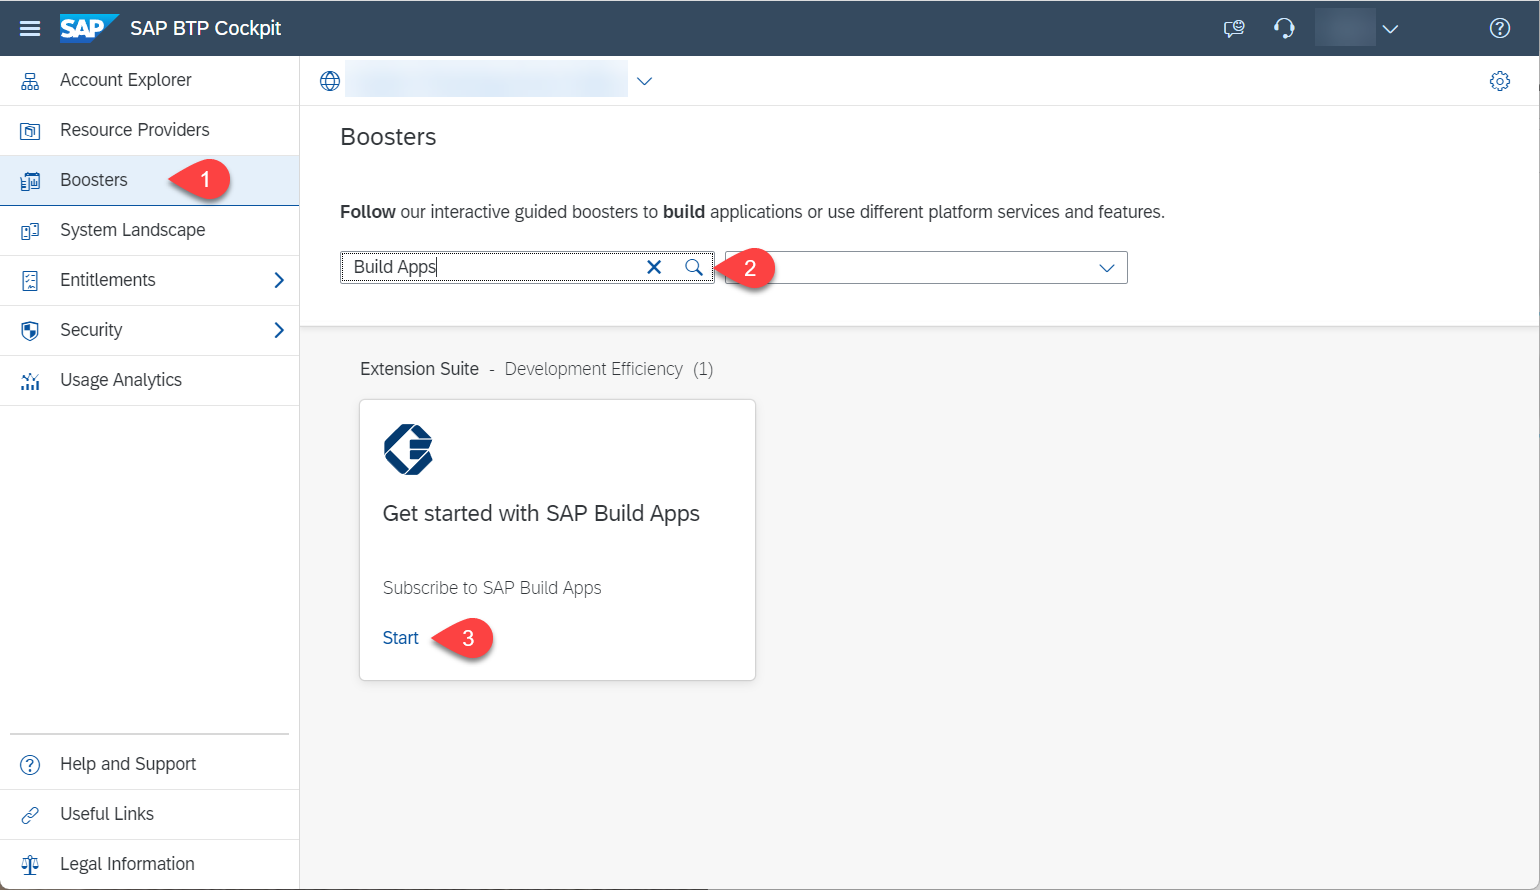 SAP SAP BTP Cockpit
Account Explorer
Resource Providers
Boosters 1
System Landscape
Entitlements
Security
Usage Analytics
Help and Support
Useful Links
Legal Information
Boosters
Follow our interactive guided boosters to build applications or use different platform services and features.
Build Apps 2
Extension Suite - Development Efficiency (1)
Get started with SAP Build Apps
Subscribe to SAP Build Apps
Start 3